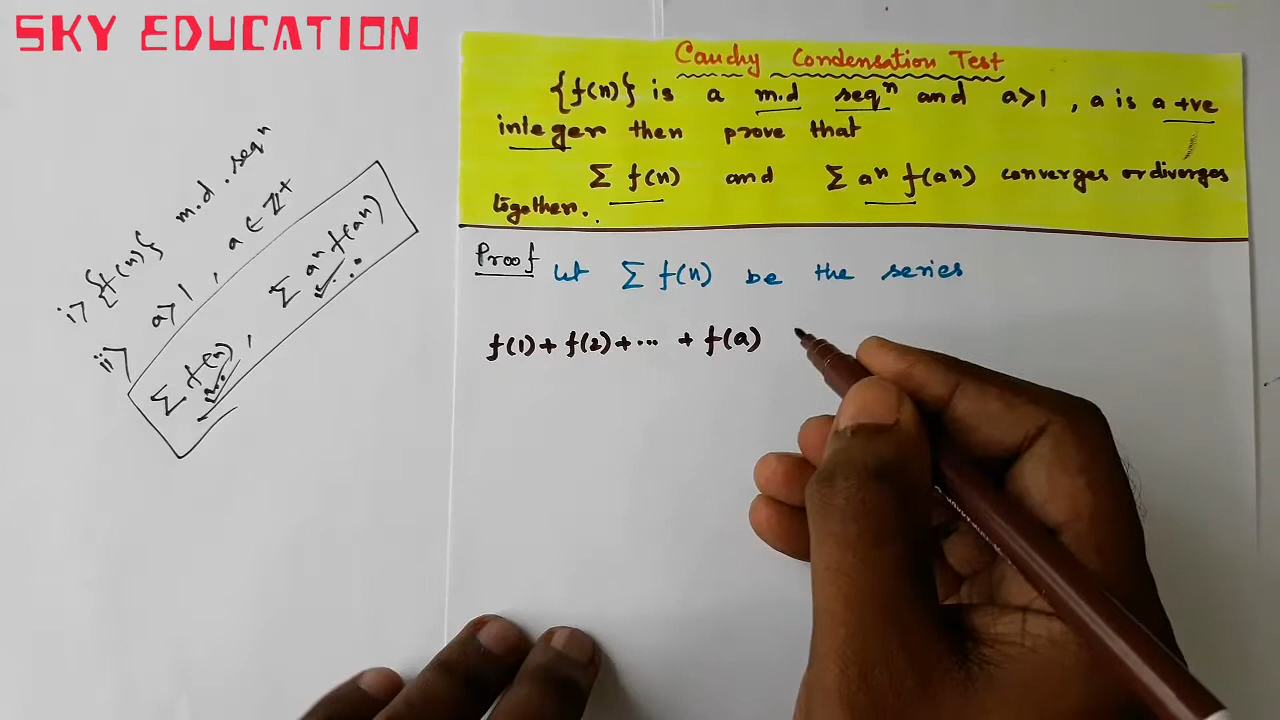 SKY EDUCATION
Cauchy Condensation Test
{f(n)} is a m.d seqⁿ and a>1, a is a +ve
integer then prove that
Σ f(n) and Σ aⁿ f(aⁿ) converges or diverges
together.
i> {f(n)} m.d. seqⁿ
ii> a>1, a ∈ Z+
Σ f(n), Σ aⁿ f(aⁿ)
Proof Let Σ f(n) be the series
f(1)+f(2)+... + f(a)